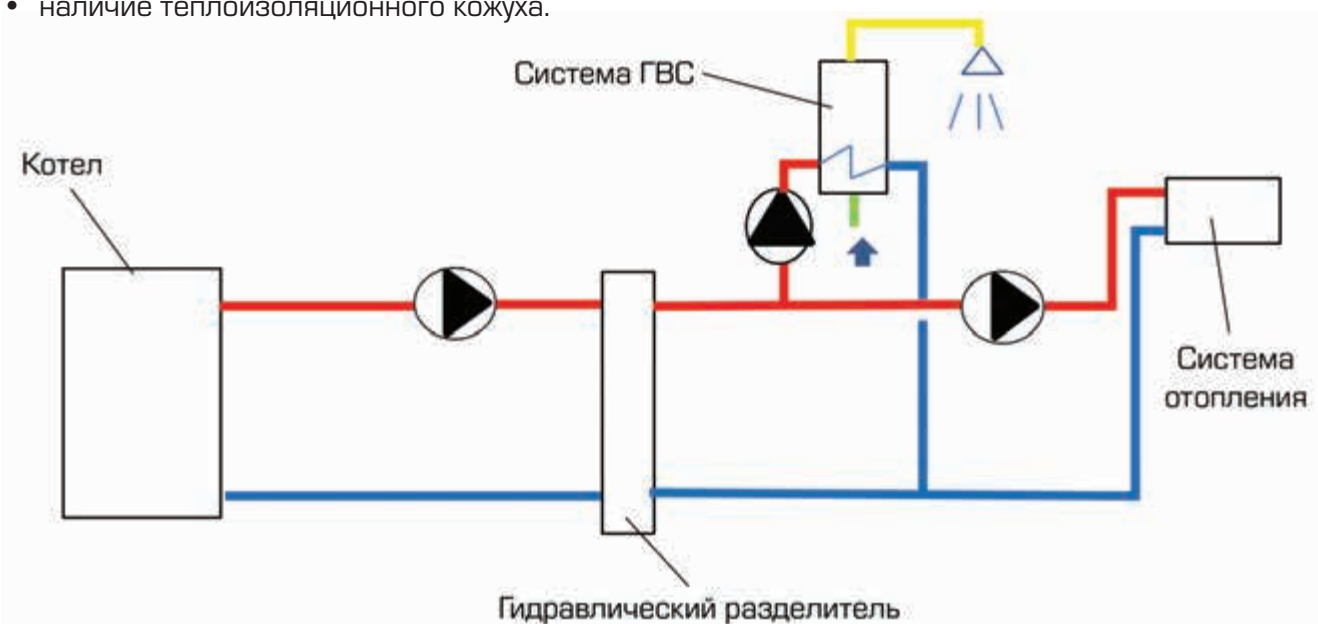 • наличие теплоизоляционного кожуха.
Система ГВС
Котел
Система
отопления
Гидравлический разделитель